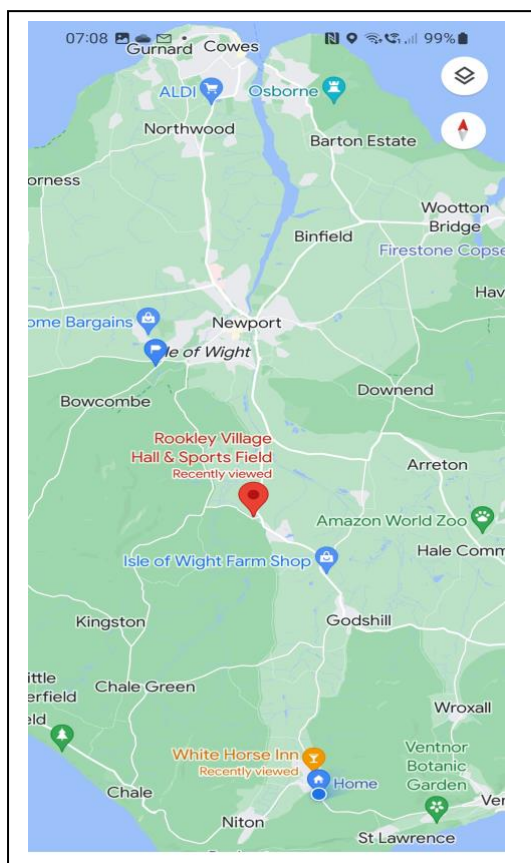 07:08
99%
Gurnard
Cowes
ALDI
Osborne
Northwood
Barton Estate
orness
Wootton
Bridge
Binfield
Firestone Copse
Hav
ome Bargains
Newport
le of Wight
Bowcombe
Downend
Rookley Village
Hall & Sports Field
Recently viewed
Arreton
Amazon World Zoo
Hale Comm
Isle of Wight Farm Shop
Godshill
Kingston
ittle
erfield
eld
Chale Green
Wroxall
White Horse Inn
Recently viewed
Home
Ventnor
Botanic
Garden
Chale
Ver
Niton
St Lawrence